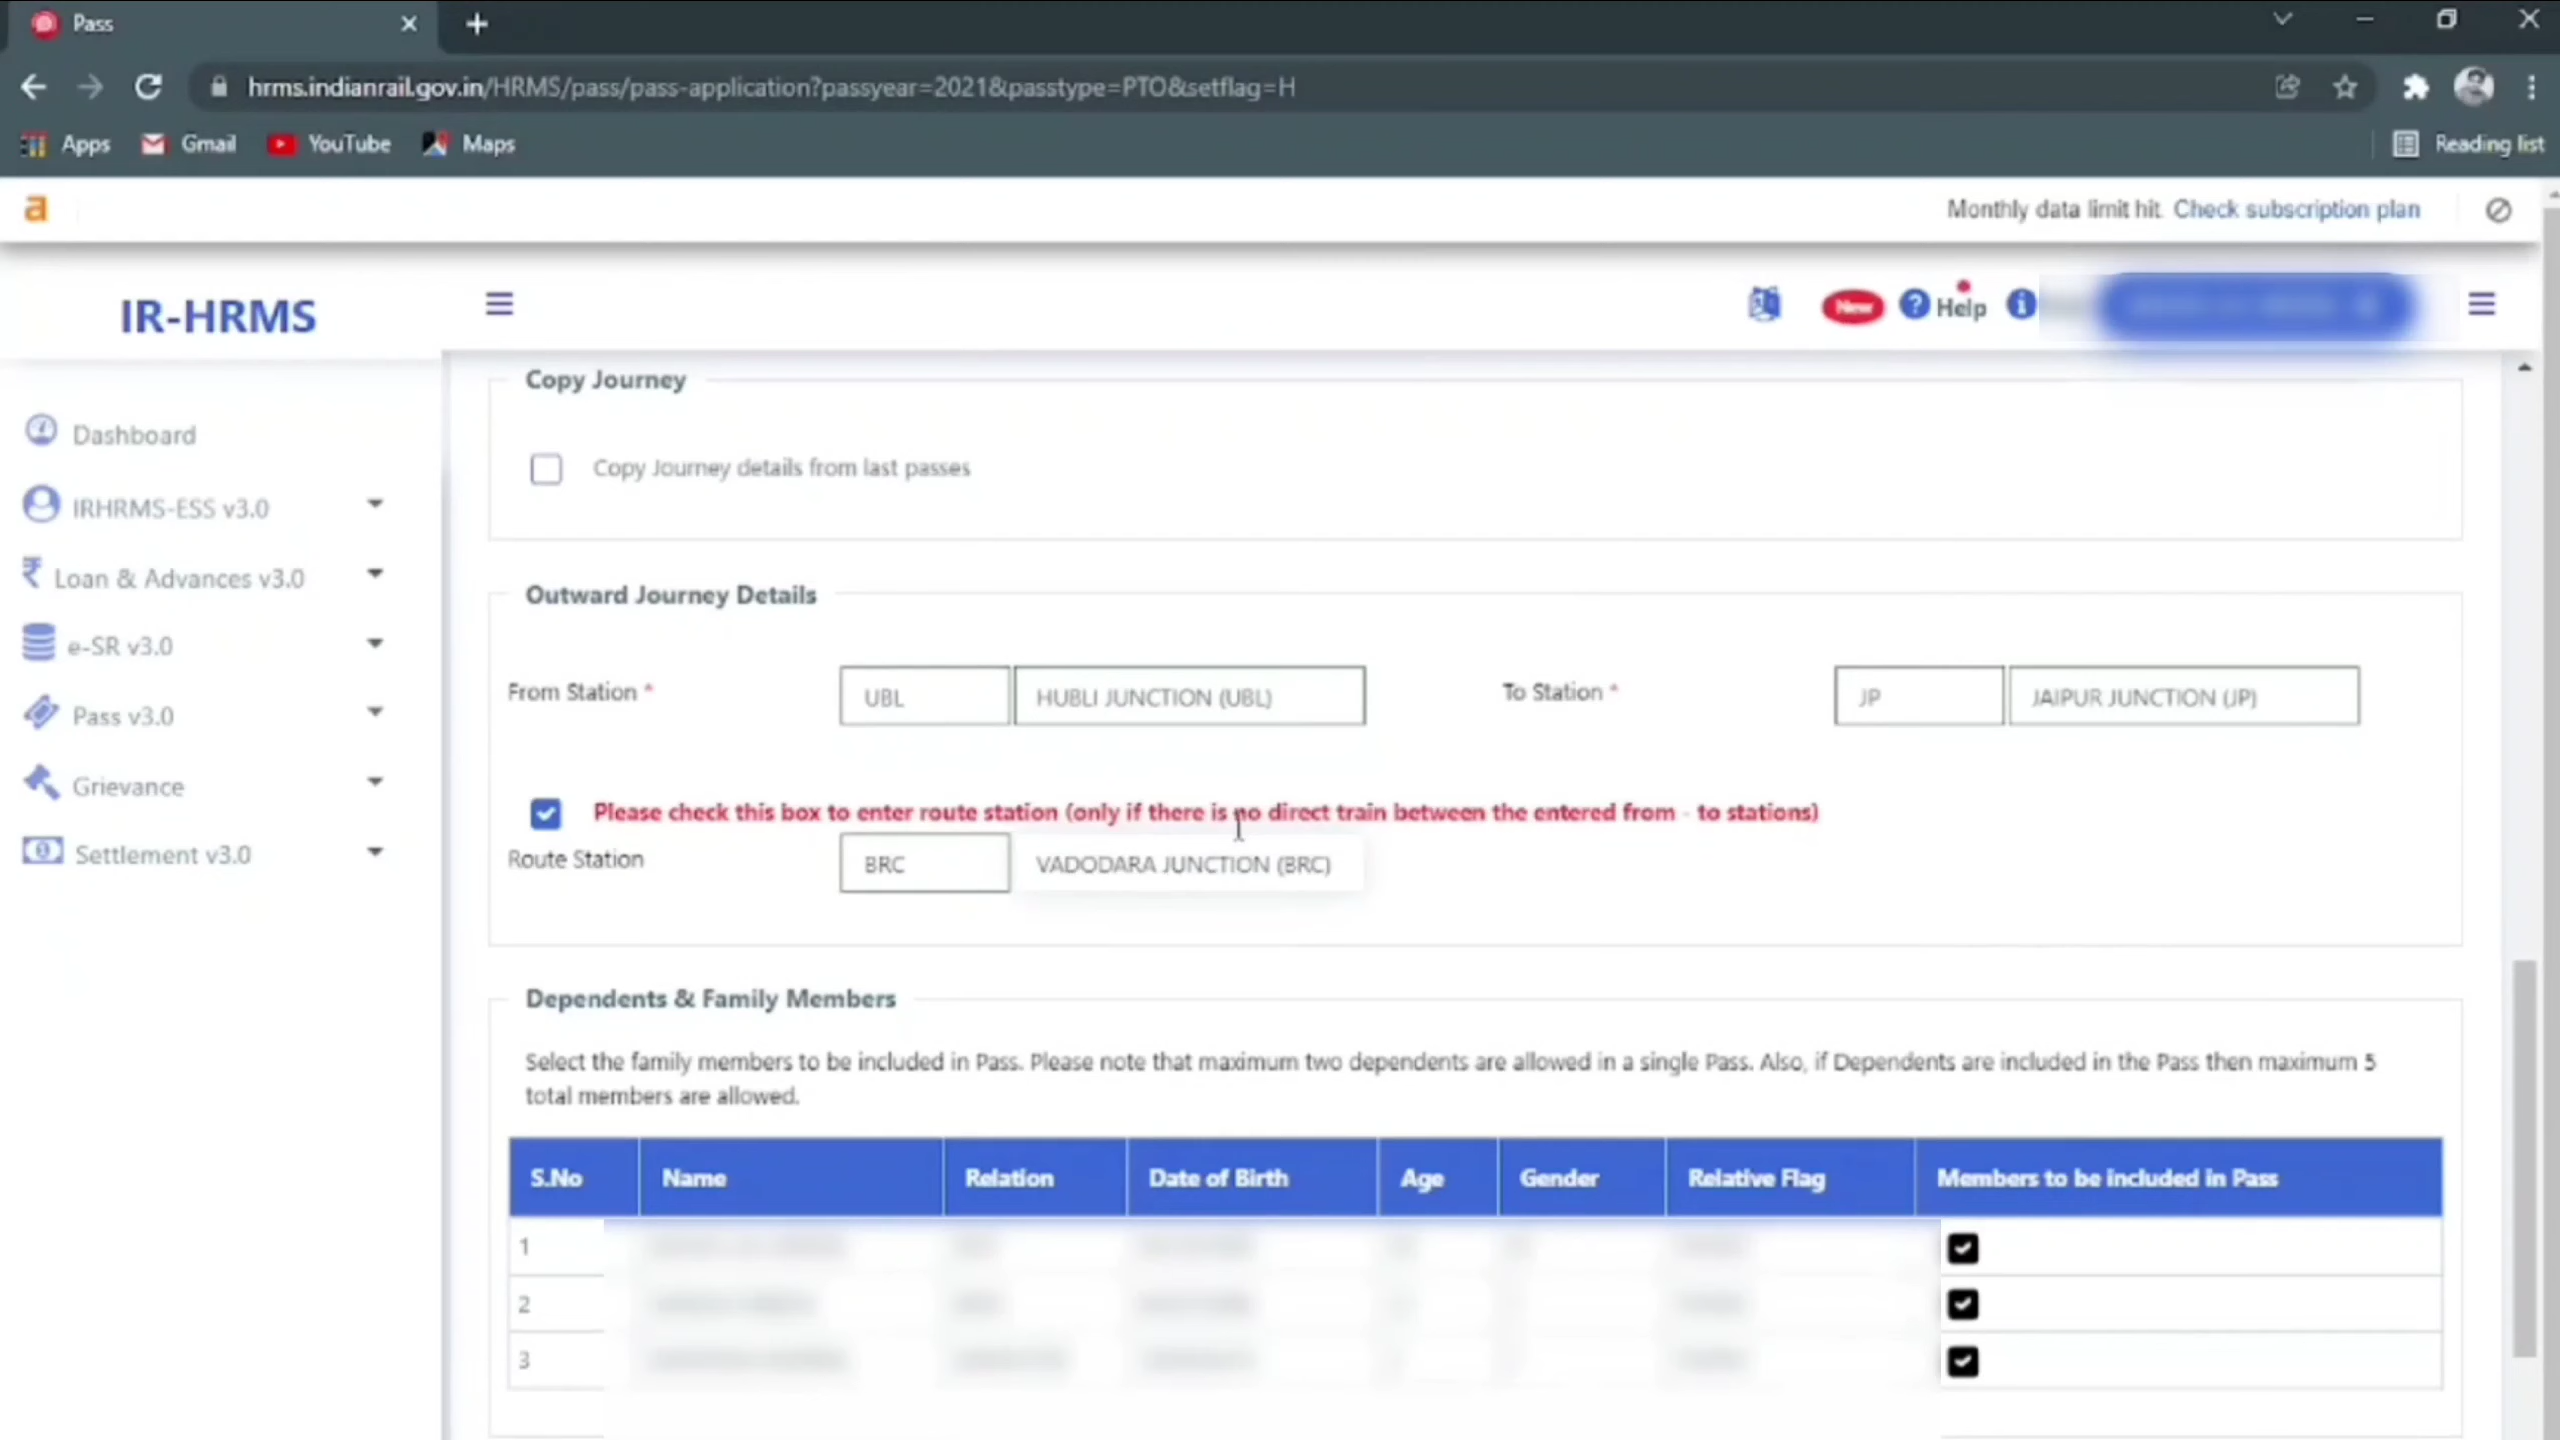 Pass
hrms.indianrail.gov.in/HRMS/pass/pass-application?passyear=2021&passtype=PTO&setflag=H
Apps Gmail YouTube Maps Reading list
a
Monthly data limit hit. Check subscription plan
IR-HRMS
New Help
Dashboard
IRHRMS-ESS v3.0
Loan & Advances v3.0
e-SR v3.0
Pass v3.0
Grievance
Settlement v3.0
Copy Journey
Copy Journey details from last passes
Outward Journey Details
From Station * UBL HUBLI JUNCTION (UBL) To Station * JP JAIPUR JUNCTION (JP)
Please check this box to enter route station (only if there is no direct train between the entered from - to stations)
Route Station BRC VADODARA JUNCTION (BRC)
Dependents & Family Members
Select the family members to be included in Pass. Please note that maximum two dependents are allowed in a single Pass. Also, if Dependents are included in the Pass then maximum 5
total members are allowed.
S.No Name Relation Date of Birth Age Gender Relative Flag Members to be included in Pass
1
2
3